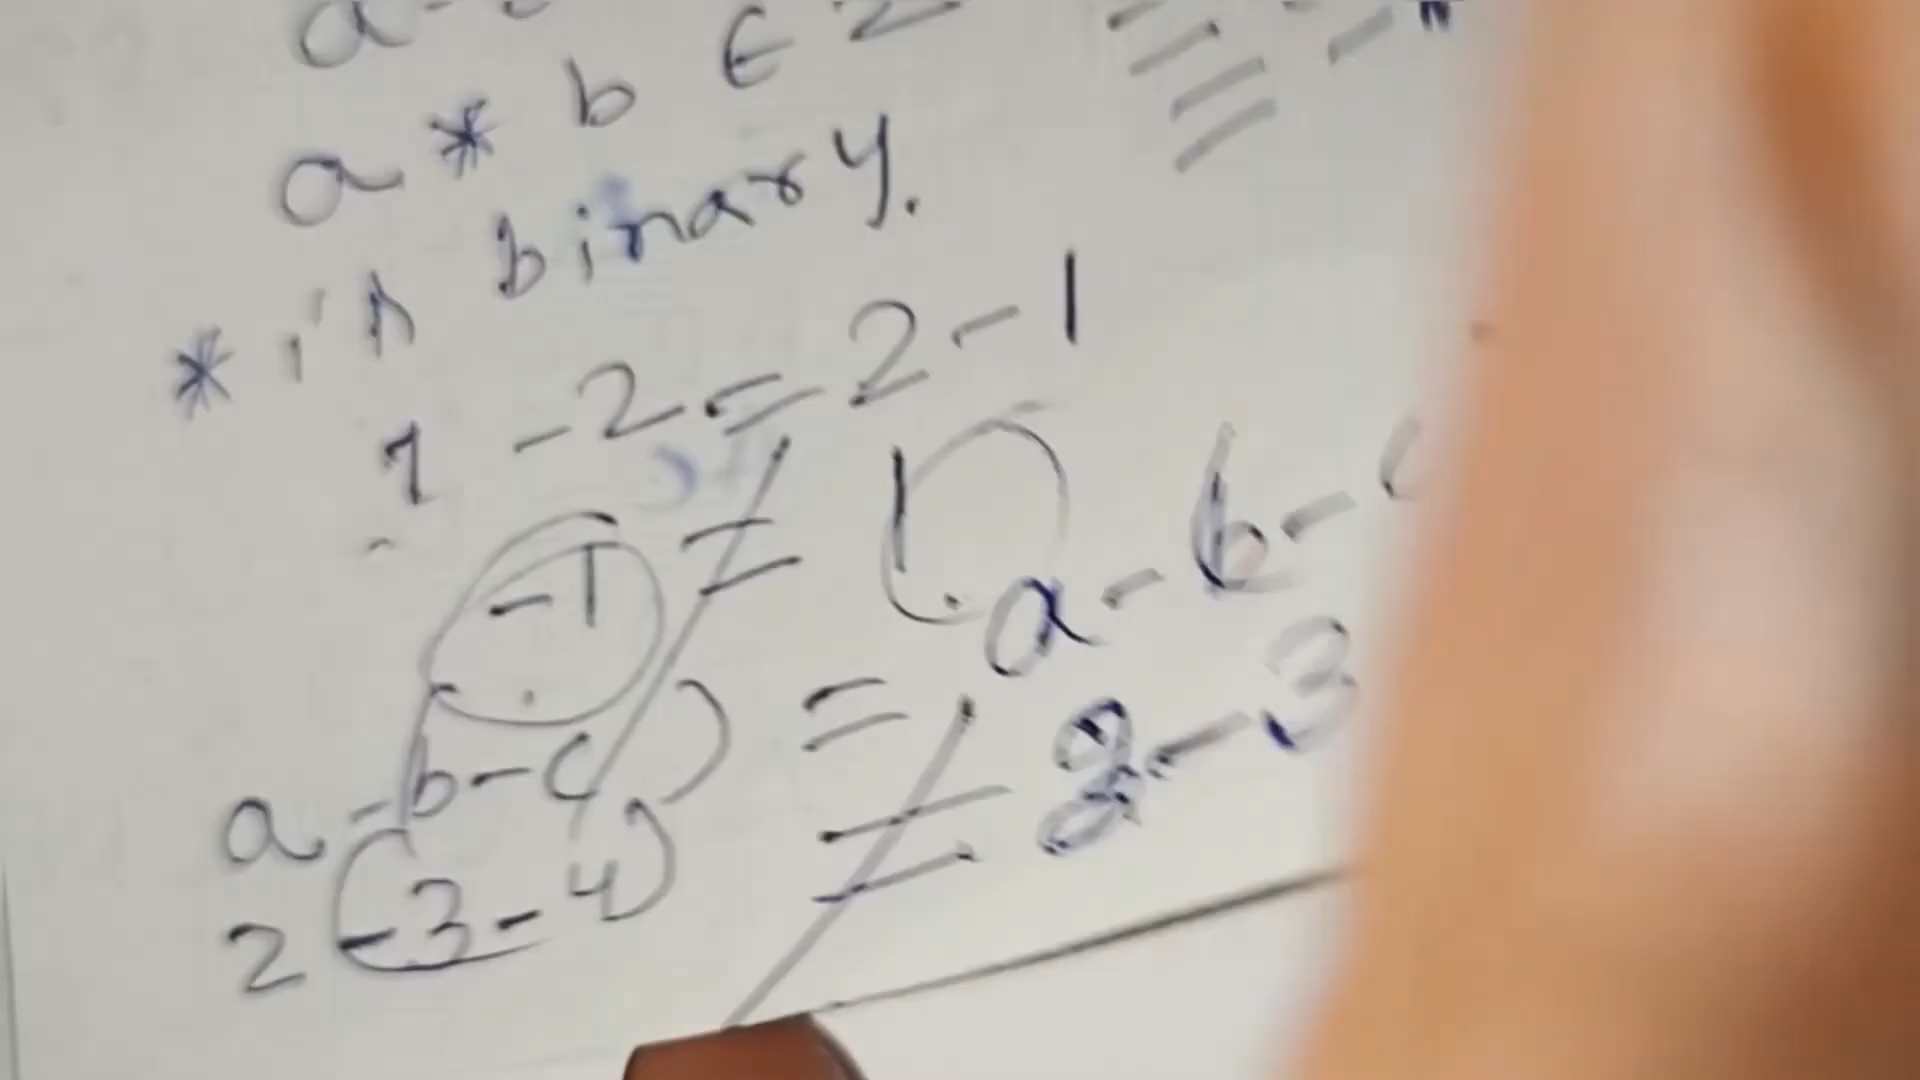 a * b ∈ Z
* is binary.
1 - 2 = 2 - 1
-1 ≠ 1
a - b -
a - b - c) =
2 - 3
2 (-3 - 4) ≠